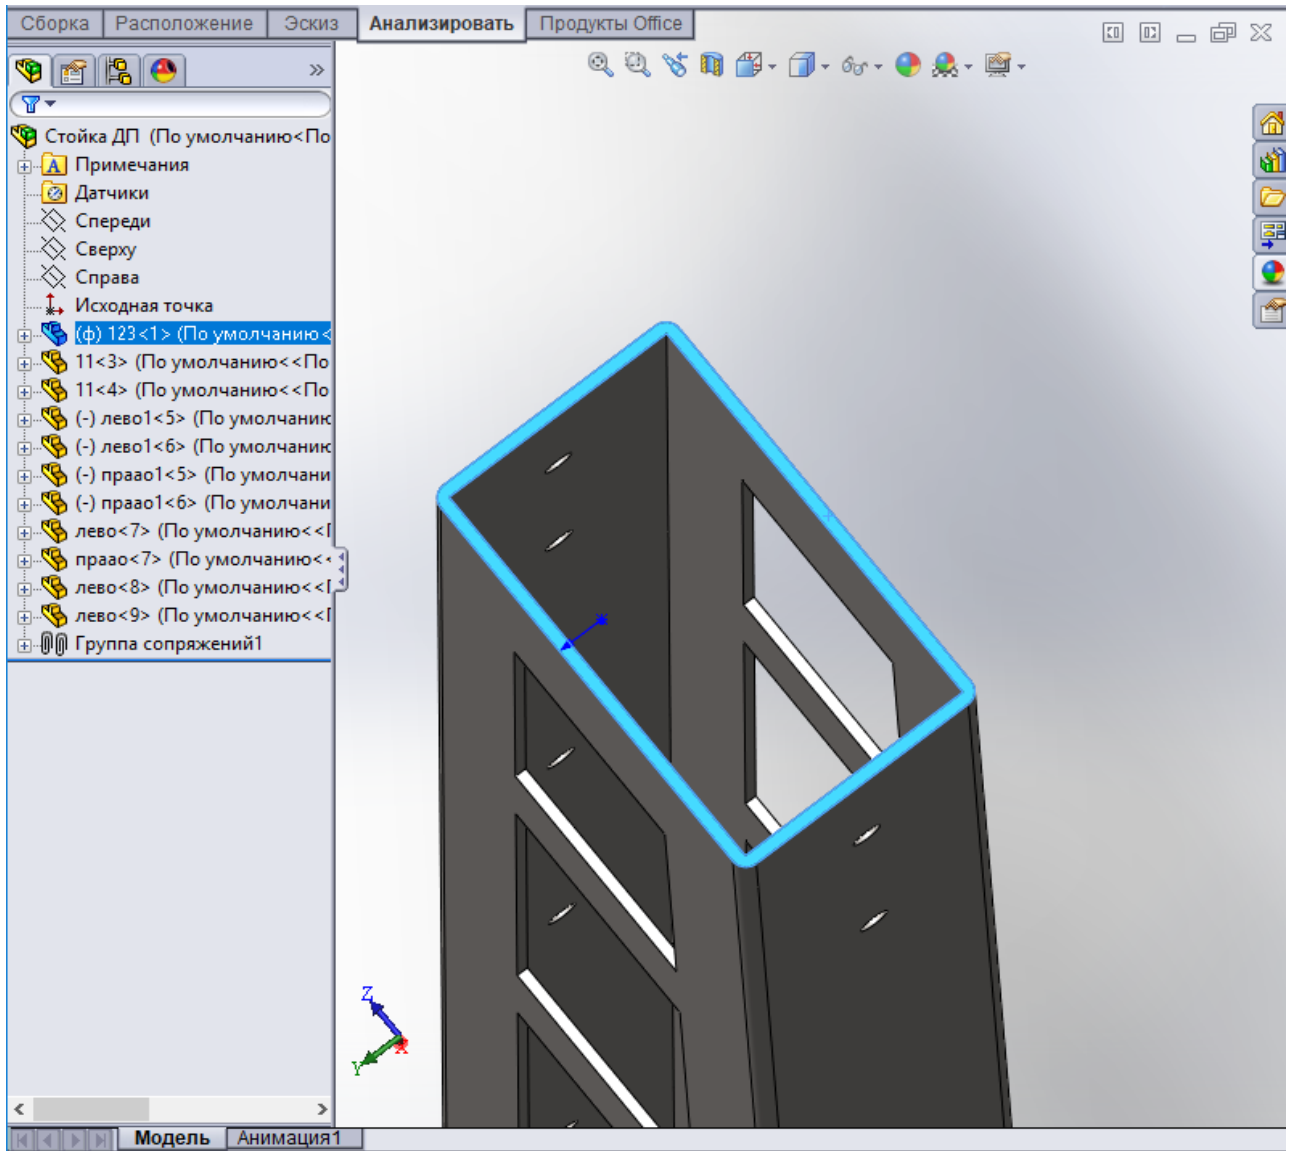 Сборка Расположение Эскиз Анализировать Продукты Office
Стойка ДП (По умолчанию<По
Примечания
Датчики
Спереди
Сверху
Справа
Исходная точка
(ф) 123<1> (По умолчанию<
11<3> (По умолчанию<<По
11<4> (По умолчанию<<По
(-) лево1<5> (По умолчанию
(-) лево1<6> (По умолчанию
(-) праао1<5> (По умолчани
(-) праао1<6> (По умолчани
лево<7> (По умолчанию<<П
праао<7> (По умолчанию<<
лево<8> (По умолчанию<<П
лево<9> (По умолчанию<<П
Группа сопряжений1
Z
X
Y
Модель Анимация1